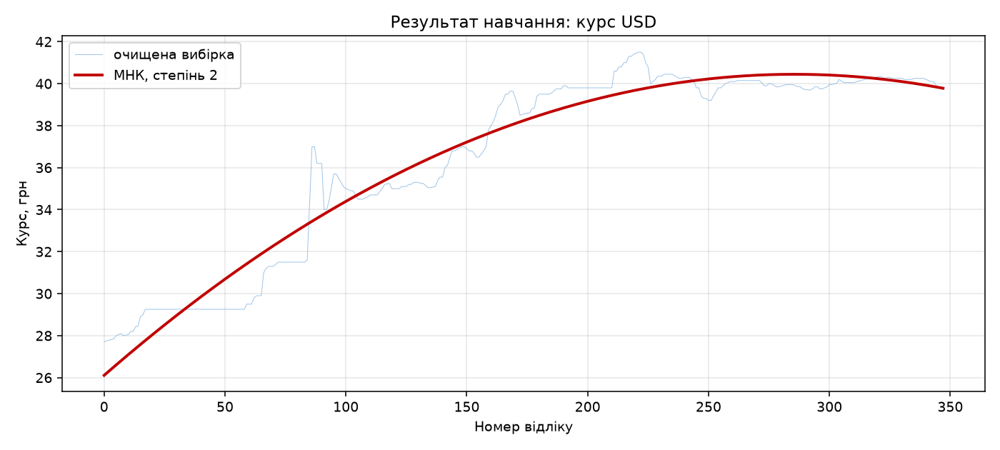 Результат навчання: курс USD
очищена вибірка
МНК, степінь 2
Курс, грн
42
40
38
36
34
32
30
28
26
0 50 100 150 200 250 300 350
Номер відліку